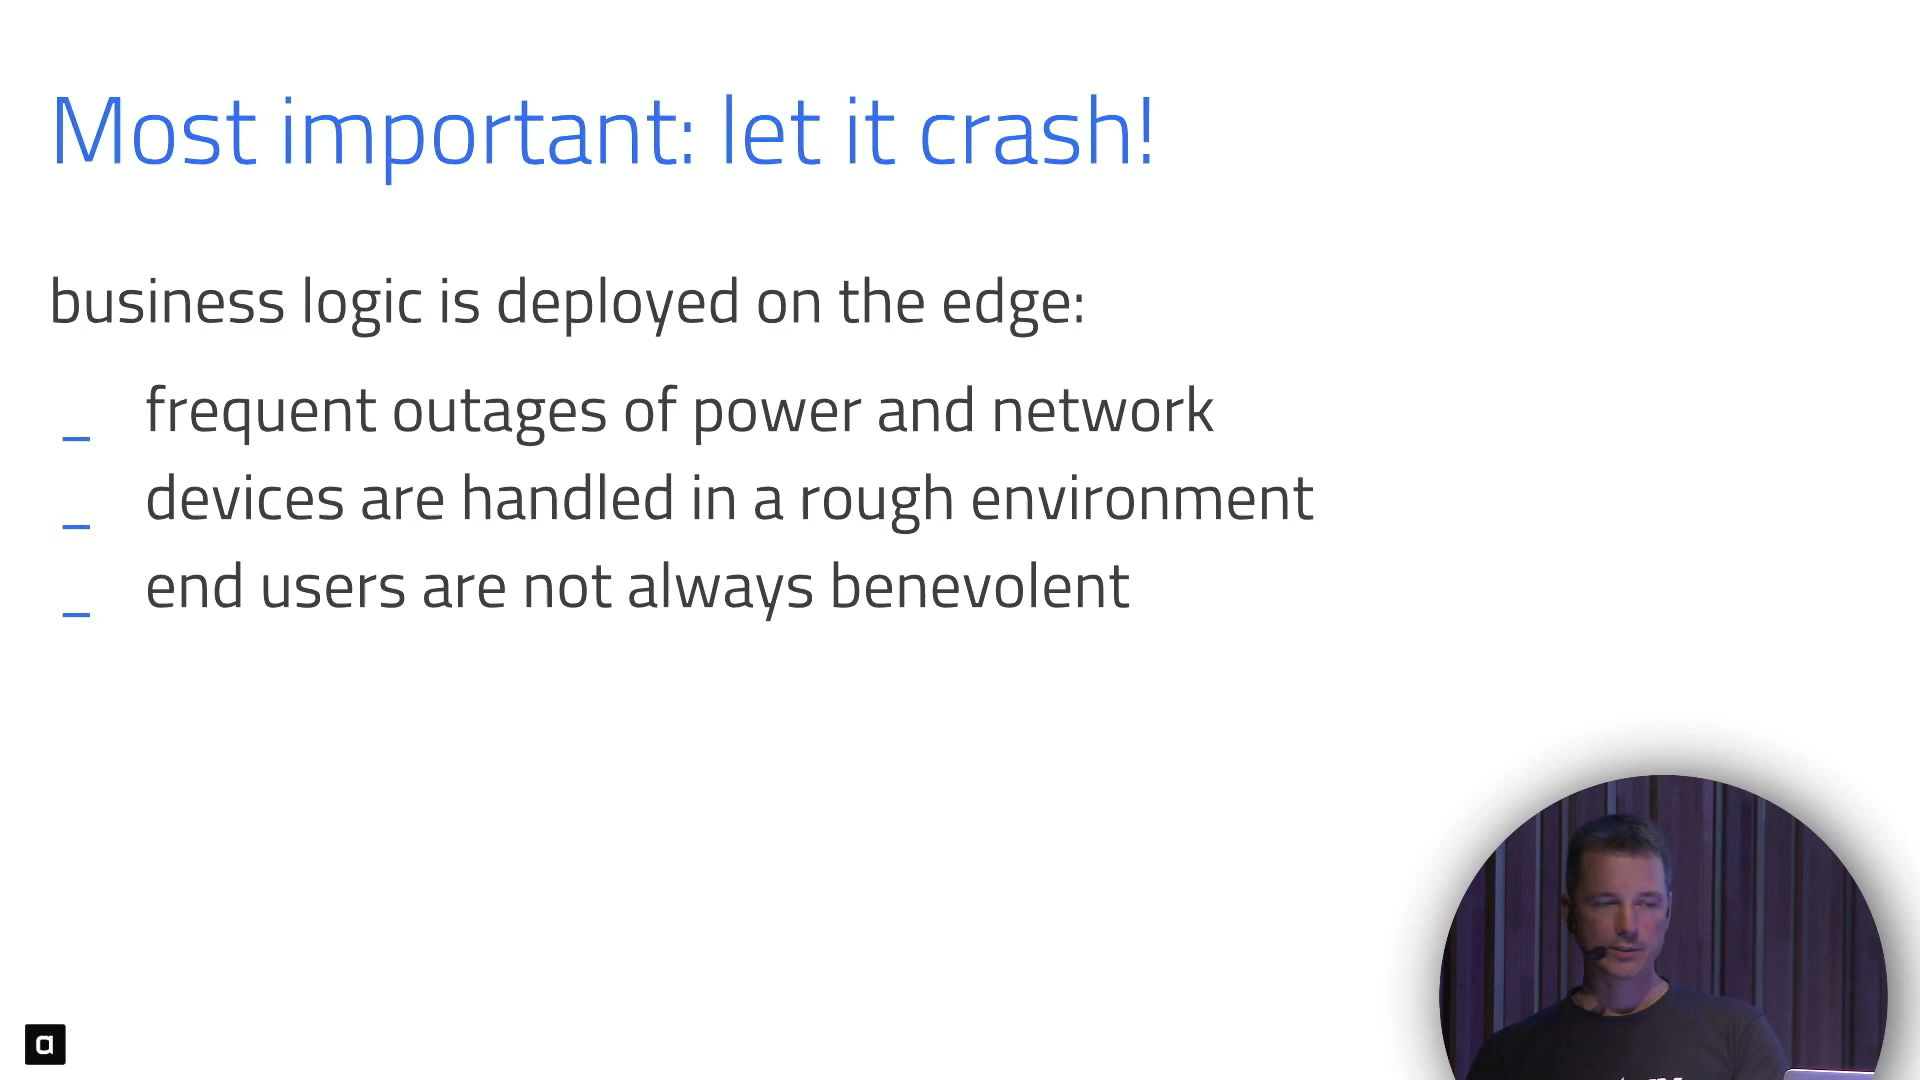 Most important: let it crash!
business logic is deployed on the edge:
_ frequent outages of power and network
_ devices are handled in a rough environment
_ end users are not always benevolent
a